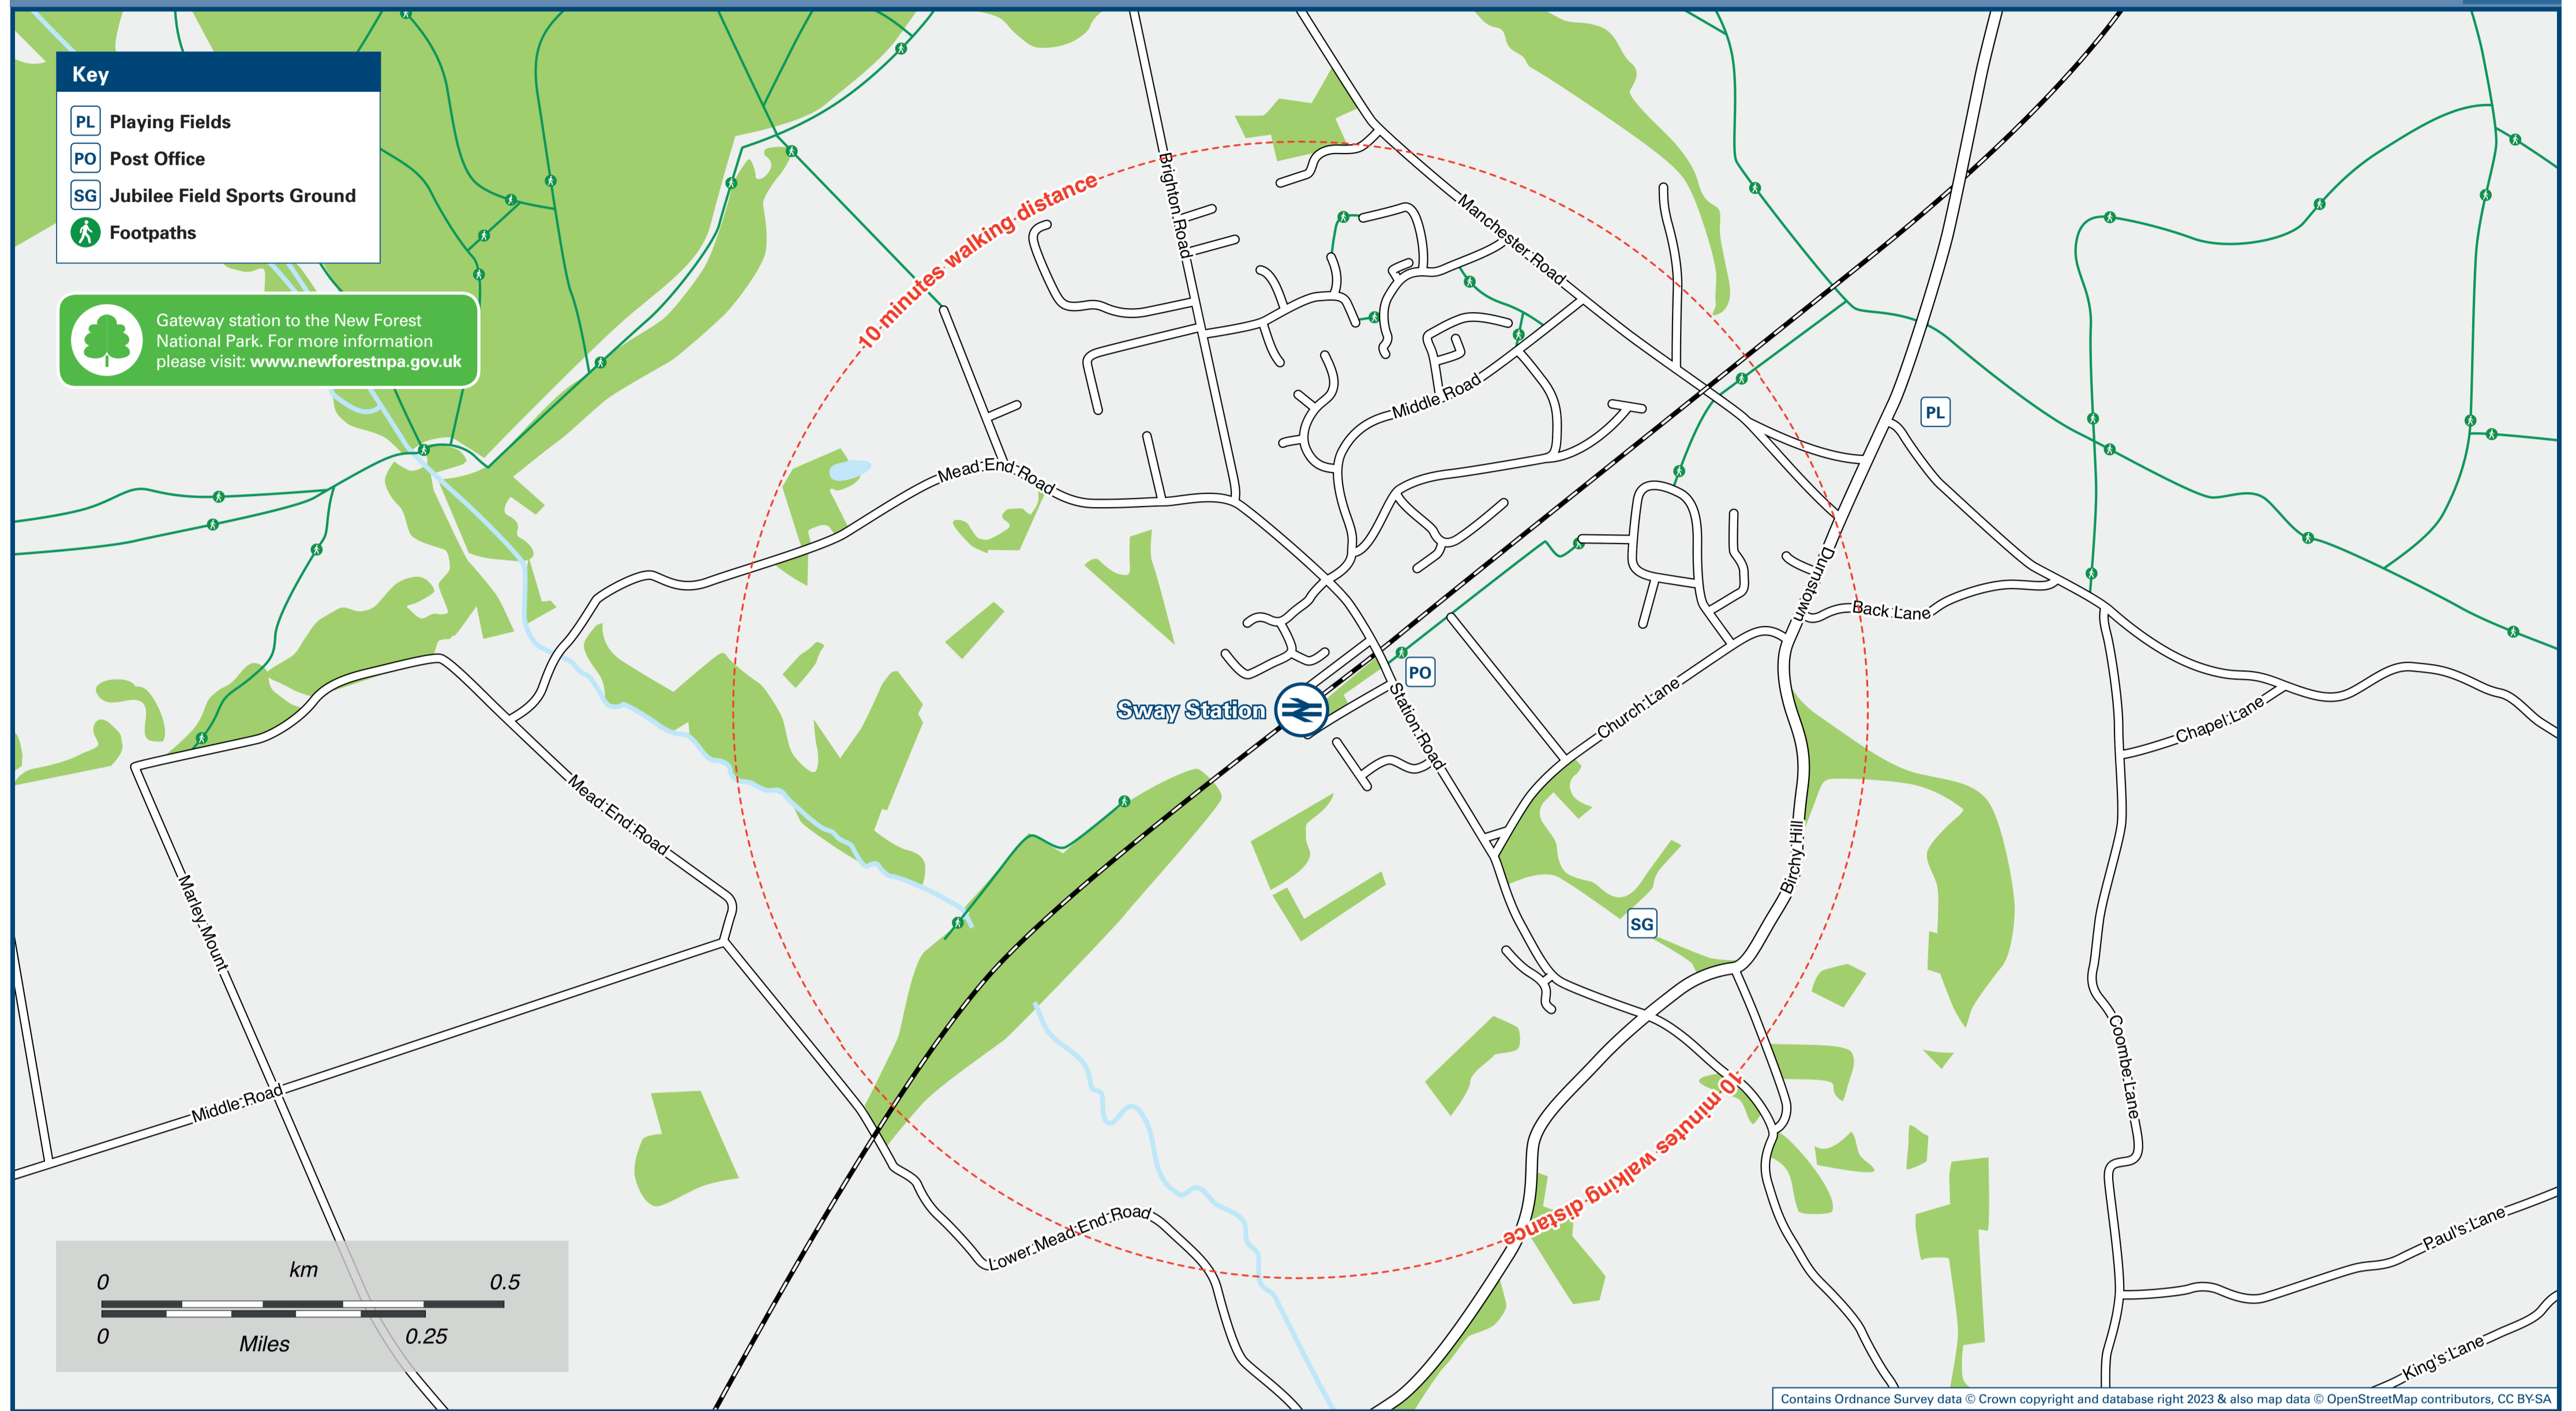 Key
PL Playing Fields
PO Post Office
SG Jubilee Field Sports Ground
Footpaths
Gateway station to the New Forest
National Park. For more information
please visit: www.newforestnpa.gov.uk
10 minutes walking distance
Brighton Road
Manchester Road
Middle Road
PL
Mead End Road
Durnstown
Back Lane
PO
Sway Station
Station Road
Church Lane
Chapel Lane
Mead End Road
Birchy Hill
Marley Mount
SG
Coombe Lane
Middle Road
10 minutes walking distance
Lower Mead End Road
Paul's Lane
King's Lane
km
0 0.5
0 0.25
Miles
Contains Ordnance Survey data © Crown copyright and database right 2023 & also map data © OpenStreetMap contributors, CC BY-SA